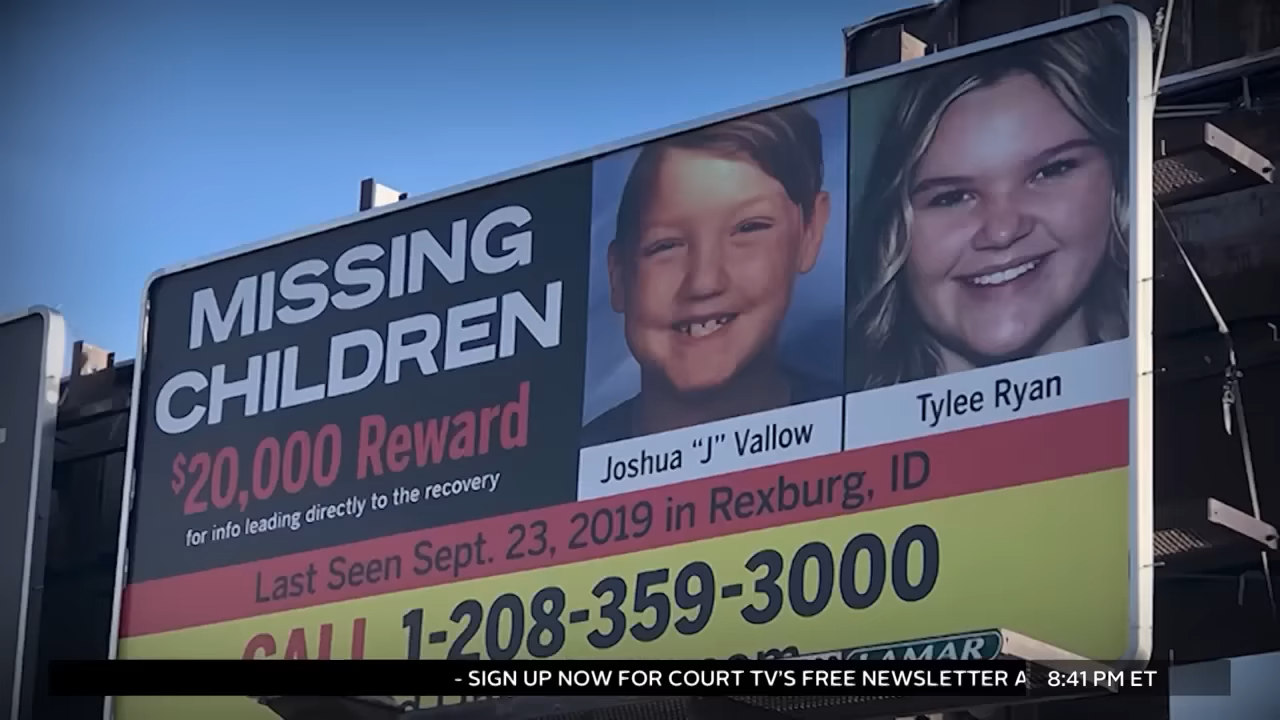 MISSING
CHILDREN
$20,000 Reward
for info leading directly to the recovery
Joshua “J” Vallow
Tylee Ryan
Last Seen Sept. 23, 2019 in Rexburg, ID
CALL 1-208-359-3000
LAMAR
- SIGN UP NOW FOR COURT TV'S FREE NEWSLETTER A
8:41 PM ET